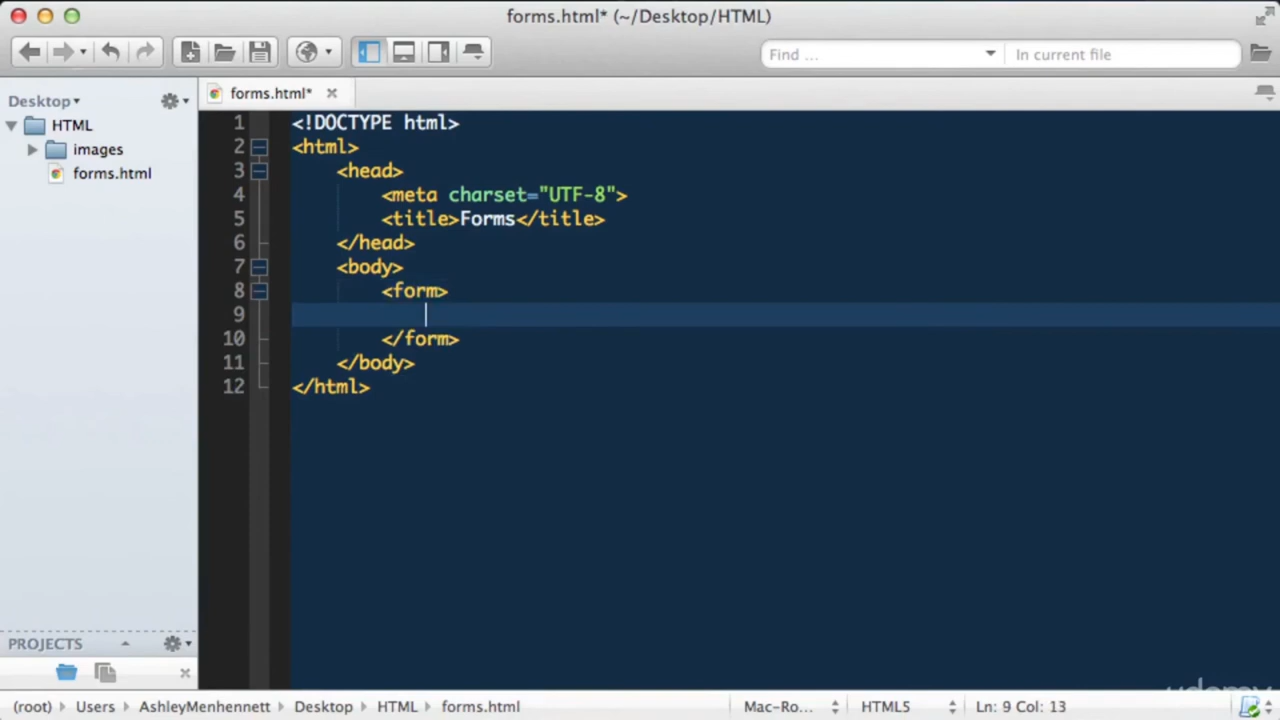 forms.html* (~/Desktop/HTML)
Find ...
In current file
Desktop
forms.html*
HTML
images
forms.html
1 <!DOCTYPE html>
2 <html>
3 <head>
4 <meta charset="UTF-8">
5 <title>Forms</title>
6 </head>
7 <body>
8 <form>
9
10 </form>
11 </body>
12 </html>
PROJECTS
udemy
(root) Users AshleyMenhennett Desktop HTML forms.html Mac-Ro... HTML5 Ln: 9 Col: 13